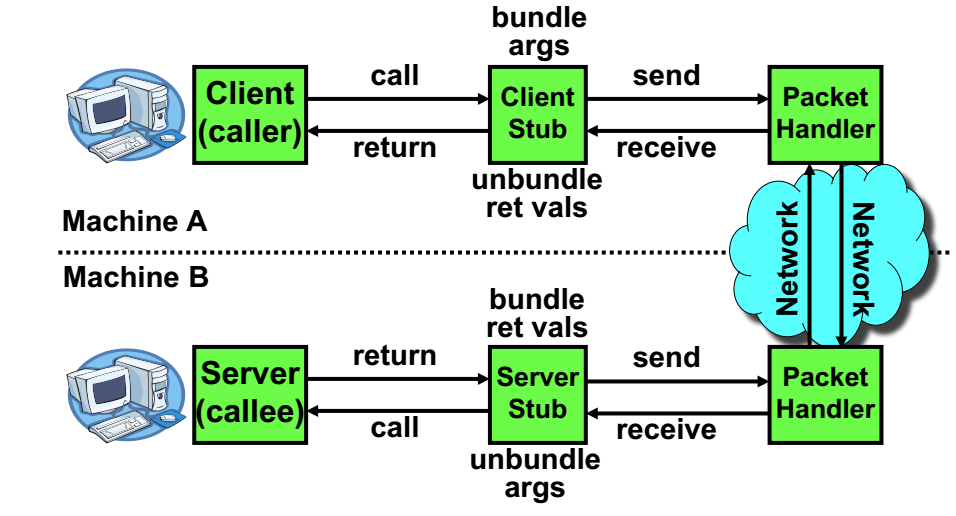 bundle
args
call
send
Client
(caller)
Client
Stub
Packet
Handler
return
receive
unbundle
ret vals
Machine A
Network
Network
Machine B
bundle
ret vals
return
send
Server
(callee)
Server
Stub
Packet
Handler
call
receive
unbundle
args